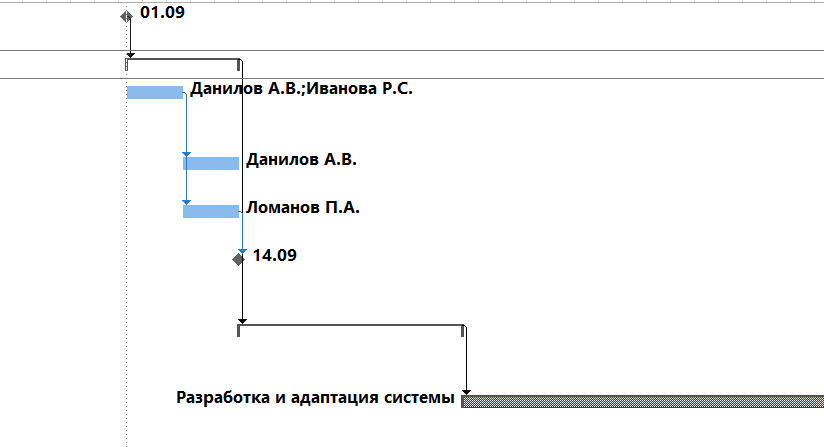 01.09
Данилов А.В.;Иванова Р.С.
Данилов А.В.
Ломанов П.А.
14.09
Разработка и адаптация системы